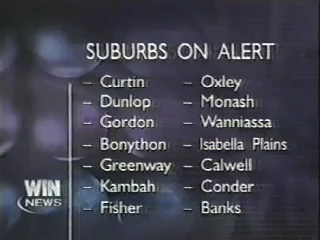 SUBURBS ON ALERT
– Curtin
– Dunlop
– Gordon
– Bonython
– Greenway
– Kambah
– Fisher
– Oxley
– Monash
– Wanniassa
– Isabella Plains
– Calwell
– Conder
– Banks
WIN
NEWS